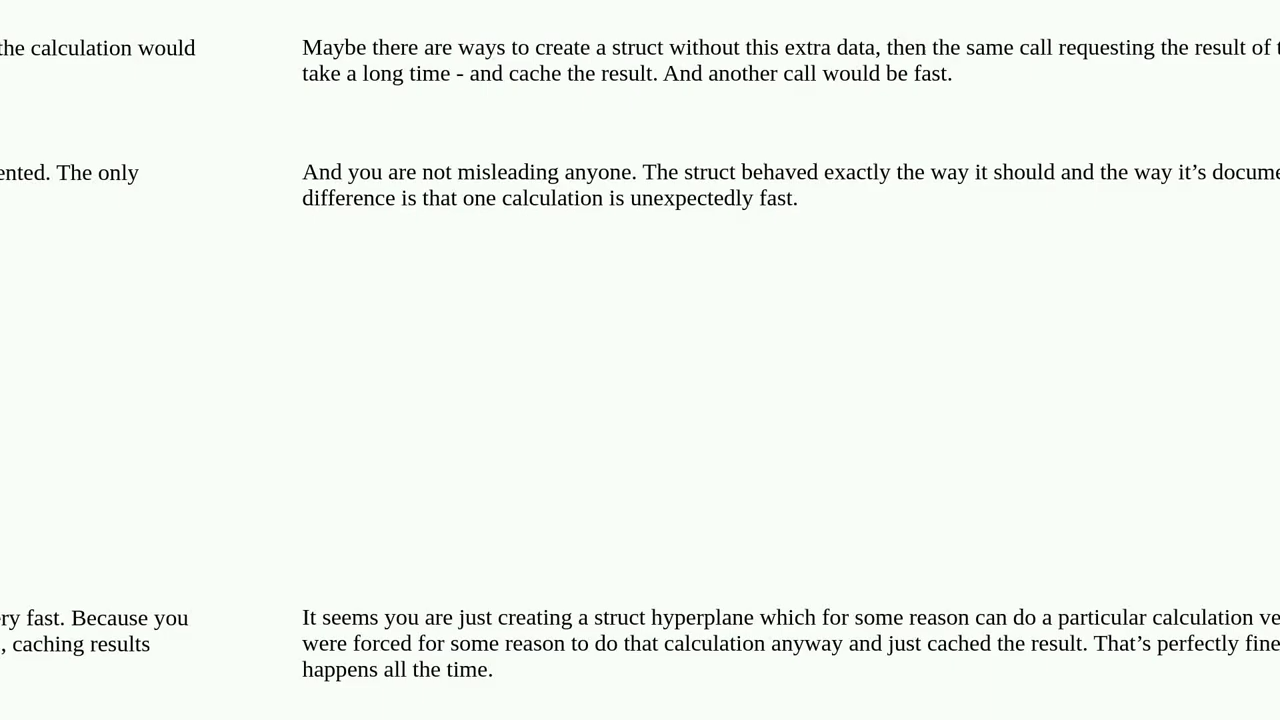 the calculation would
ented. The only
ery fast. Because you
, caching results
Maybe there are ways to create a struct without this extra data, then the same call requesting the result of t
take a long time - and cache the result. And another call would be fast.
And you are not misleading anyone. The struct behaved exactly the way it should and the way it’s docume
difference is that one calculation is unexpectedly fast.
It seems you are just creating a struct hyperplane which for some reason can do a particular calculation ve
were forced for some reason to do that calculation anyway and just cached the result. That’s perfectly fine
happens all the time.